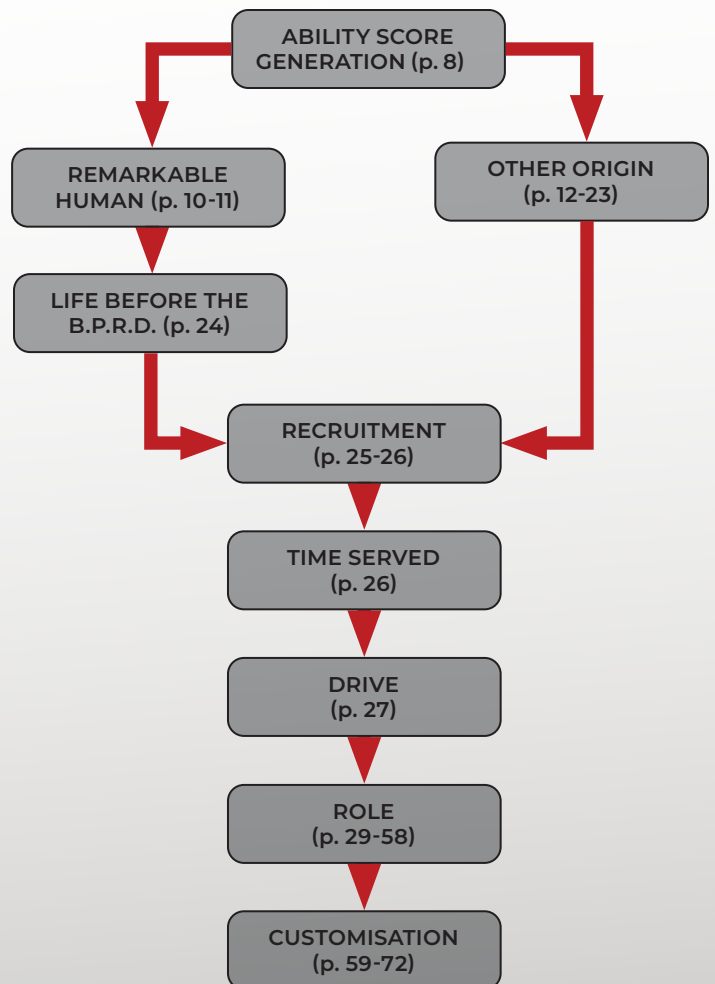 ABILITY SCORE
GENERATION (p. 8)
REMARKABLE
HUMAN (p. 10-11)
OTHER ORIGIN
(p. 12-23)
LIFE BEFORE THE
B.P.R.D. (p. 24)
RECRUITMENT
(p. 25-26)
TIME SERVED
(p. 26)
DRIVE
(p. 27)
ROLE
(p. 29-58)
CUSTOMISATION
(p. 59-72)